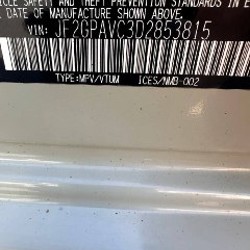 VEHICLE SAFETY AND THEFT PREVENTION STANDARDS IN E
DATE OF MANUFACTURE SHOWN ABOVE.
VIN: JF2GPAVC3D2853815
TYPE:MPV/VTUM ICES/NMB-002